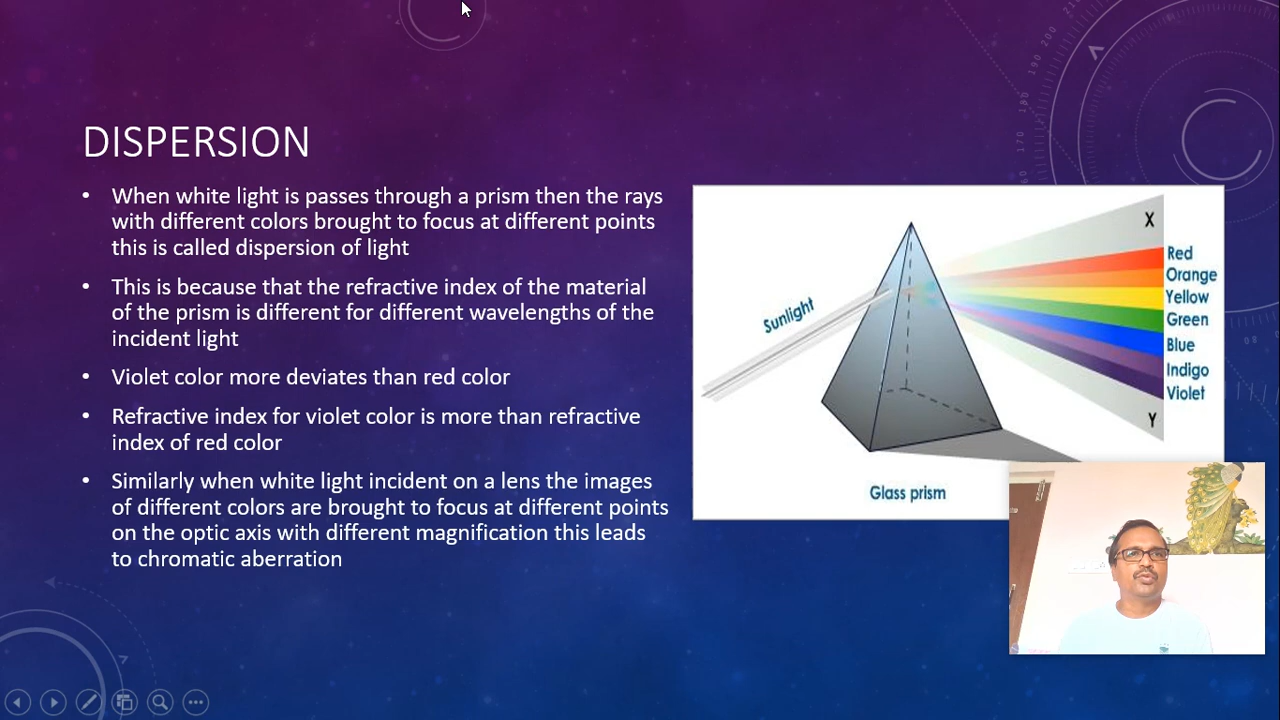 DISPERSION
• When white light is passes through a prism then the rays
with different colors brought to focus at different points
this is called dispersion of light
• This is because that the refractive index of the material
of the prism is different for different wavelengths of the
incident light
• Violet color more deviates than red color
• Refractive index for violet color is more than refractive
index of red color
• Similarly when white light incident on a lens the images
of different colors are brought to focus at different points
on the optic axis with different magnification this leads
to chromatic aberration
Sunlight
X
Red
Orange
Yellow
Green
Blue
Indigo
Violet
Y
Glass prism
200
190
180
170
160